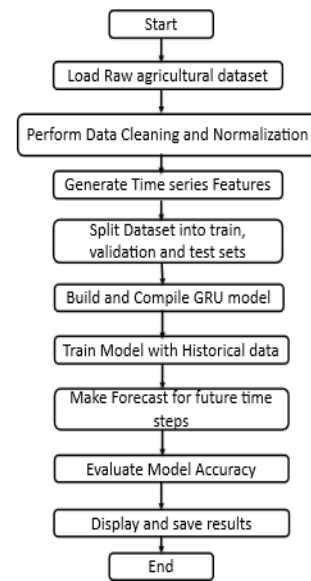 Start
Load Raw agricultural dataset
Perform Data Cleaning and Normalization
Generate Time series Features
Split Dataset into train,
validation and test sets
Build and Compile GRU model
Train Model with Historical data
Make Forecast for future time
steps
Evaluate Model Accuracy
Display and save results
End